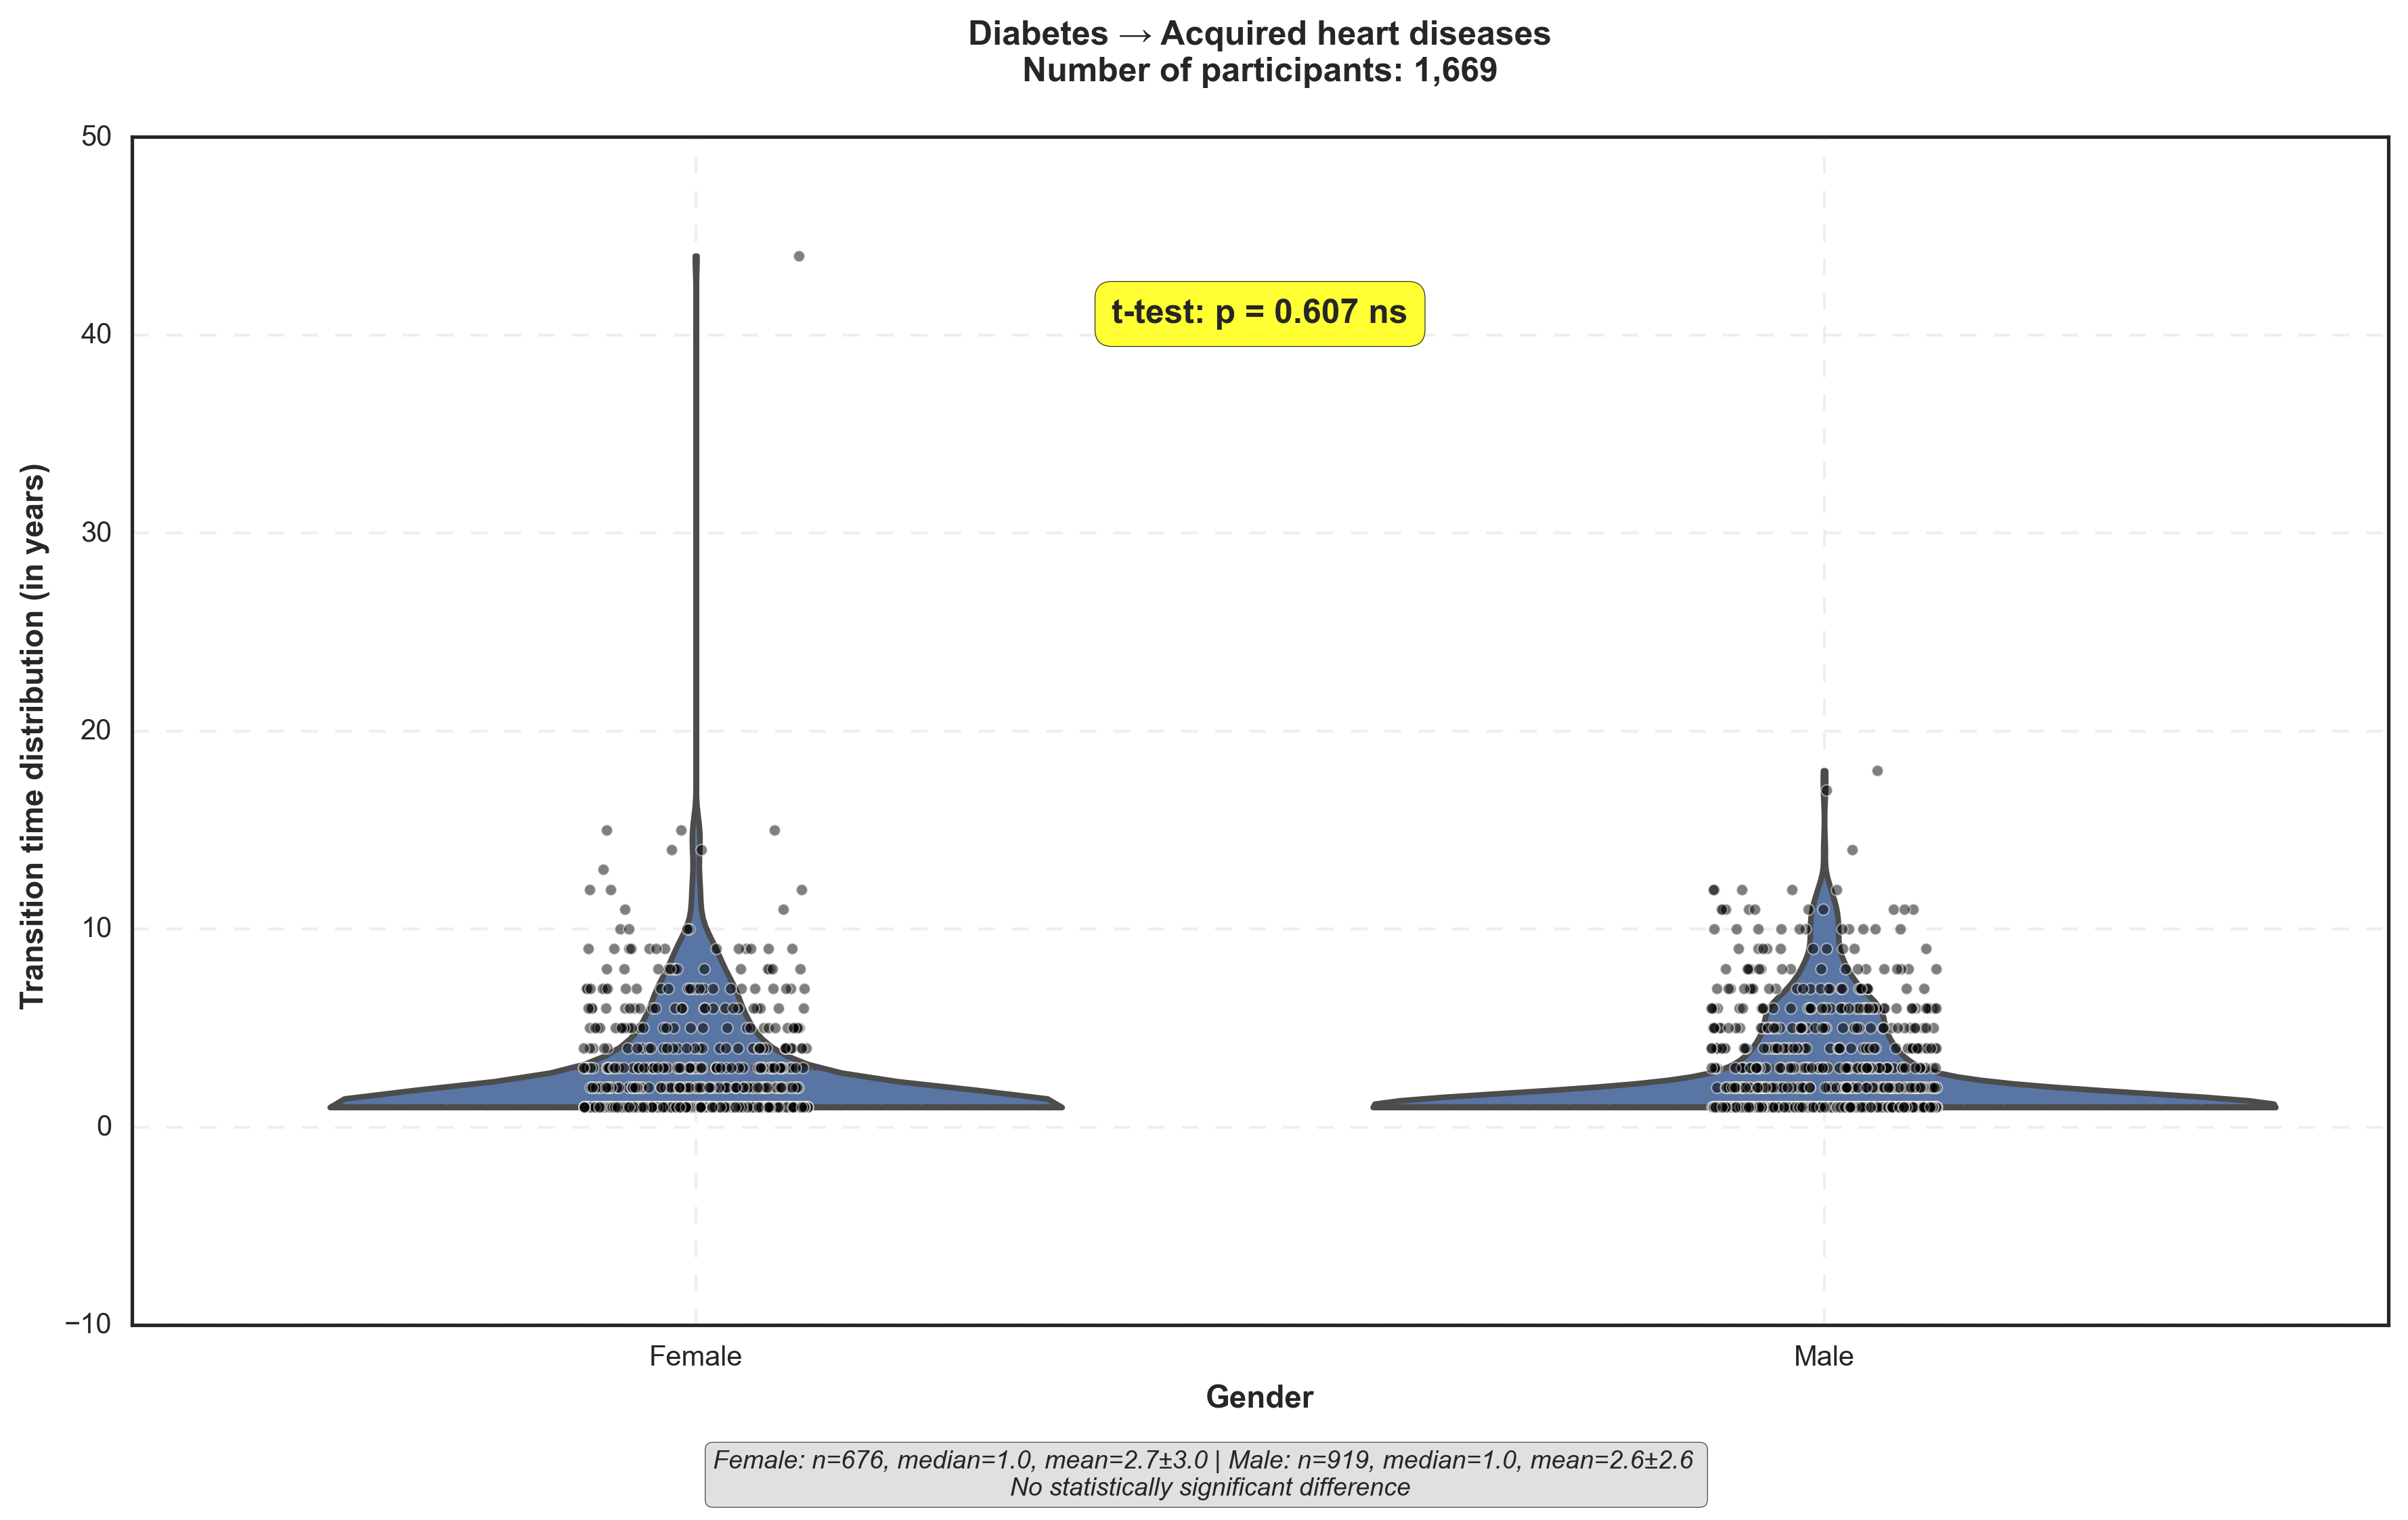 Diabetes → Acquired heart diseases
Number of participants: 1,669
Transition time distribution (in years)
50
40
30
20
10
0
−10
t-test: p = 0.607 ns
Female
Male
Gender
Female: n=676, median=1.0, mean=2.7±3.0 | Male: n=919, median=1.0, mean=2.6±2.6
No statistically significant difference